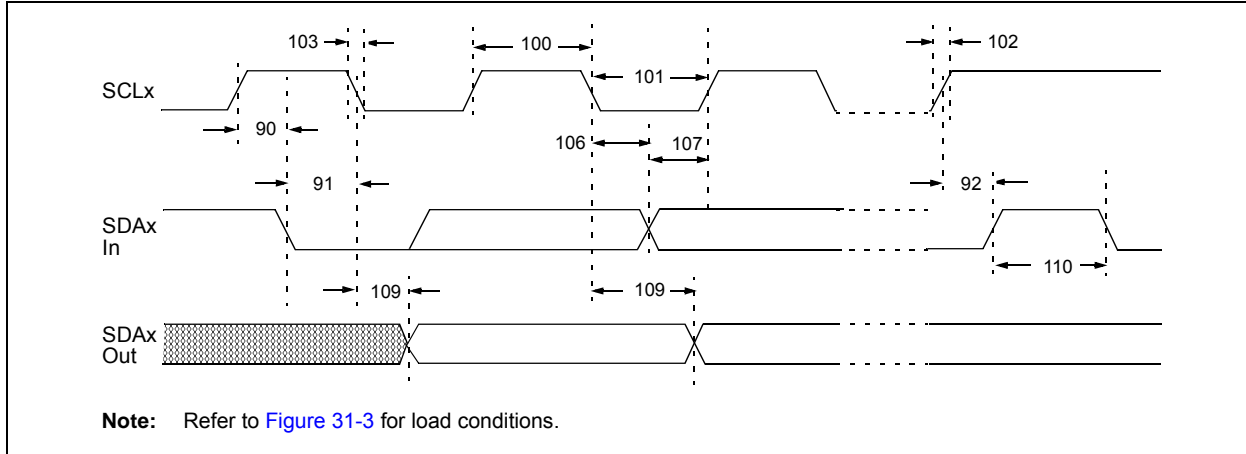 103
100
102
101
SCLx
90
106
107
91
92
SDAx
In
110
109
109
SDAx
Out
Note: Refer to Figure 31-3 for load conditions.